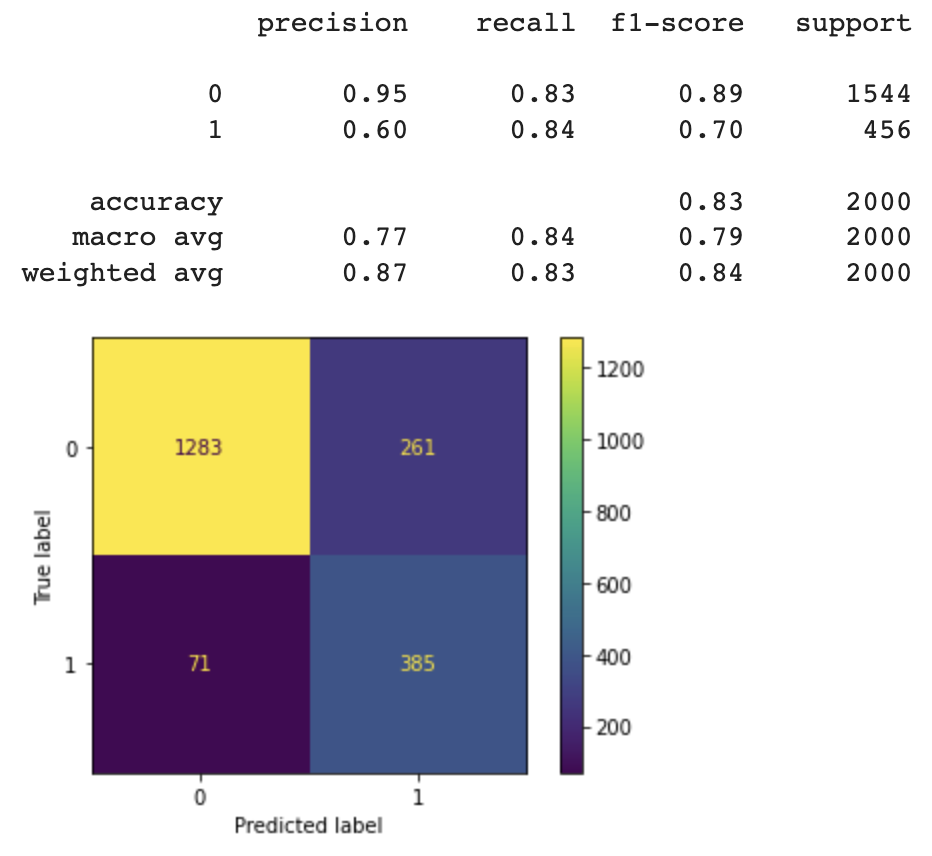 precision recall f1-score support
0 0.95 0.83 0.89 1544
1 0.60 0.84 0.70 456
accuracy 0.83 2000
macro avg 0.77 0.84 0.79 2000
weighted avg 0.87 0.83 0.84 2000
1200
1000
800
600
400
200
True label
0
1
1283 261
71 385
0 1
Predicted label